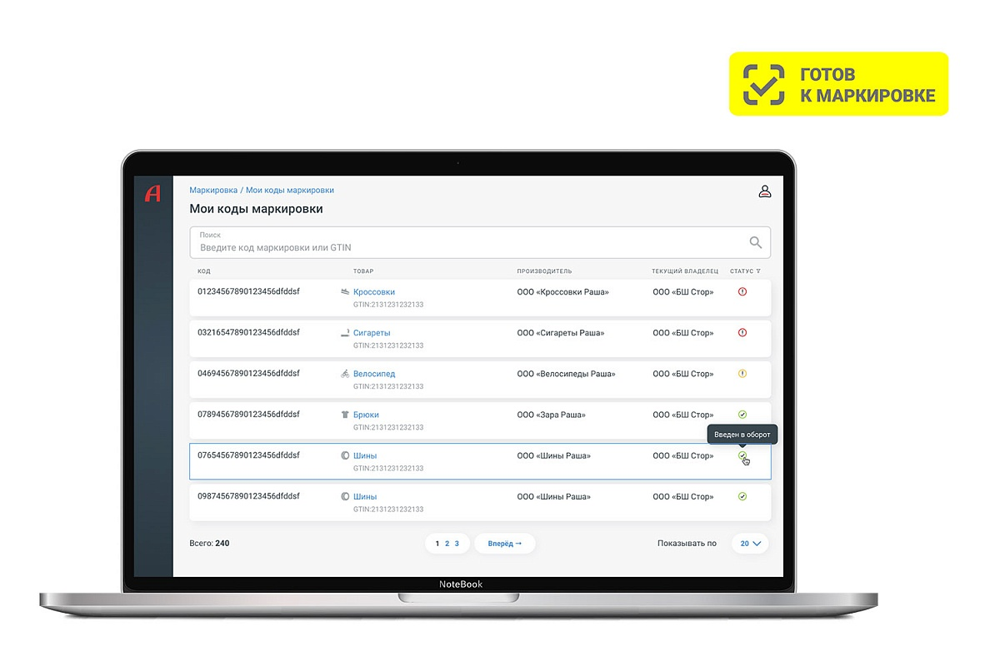 ГОТОВ
К МАРКИРОВКЕ
Маркировка / Мои коды маркировки
Мои коды маркировки
Поиск
Введите код маркировки или GTIN
КОД ТОВАР ПРОИЗВОДИТЕЛЬ ТЕКУЩИЙ ВЛАДЕЛЕЦ СТАТУС
01234567890123456dfddsf Кроссовки ООО «Кроссовки Раша» ООО «БШ Стор»
GTIN:2131231232133
03216547890123456dfddsf Сигареты ООО «Сигареты Раша» ООО «БШ Стор»
GTIN:2131231232133
04694567890123456dfddsf Велосипед ООО «Велосипеды Раша» ООО «БШ Стор»
GTIN:2131231232133
07894567890123456dfddsf Брюки ООО «Зара Раша» ООО «БШ Стор»
GTIN:2131231232133
Введен в оборот
07654567890123456dfddsf Шины ООО «Шины Раша» ООО «БШ Стор»
GTIN:2131231232133
09874567890123456dfddsf Шины ООО «Шины Раша» ООО «БШ Стор»
GTIN:2131231232133
Всего: 240 1 2 3 Вперёд → Показывать по 20
NoteBook